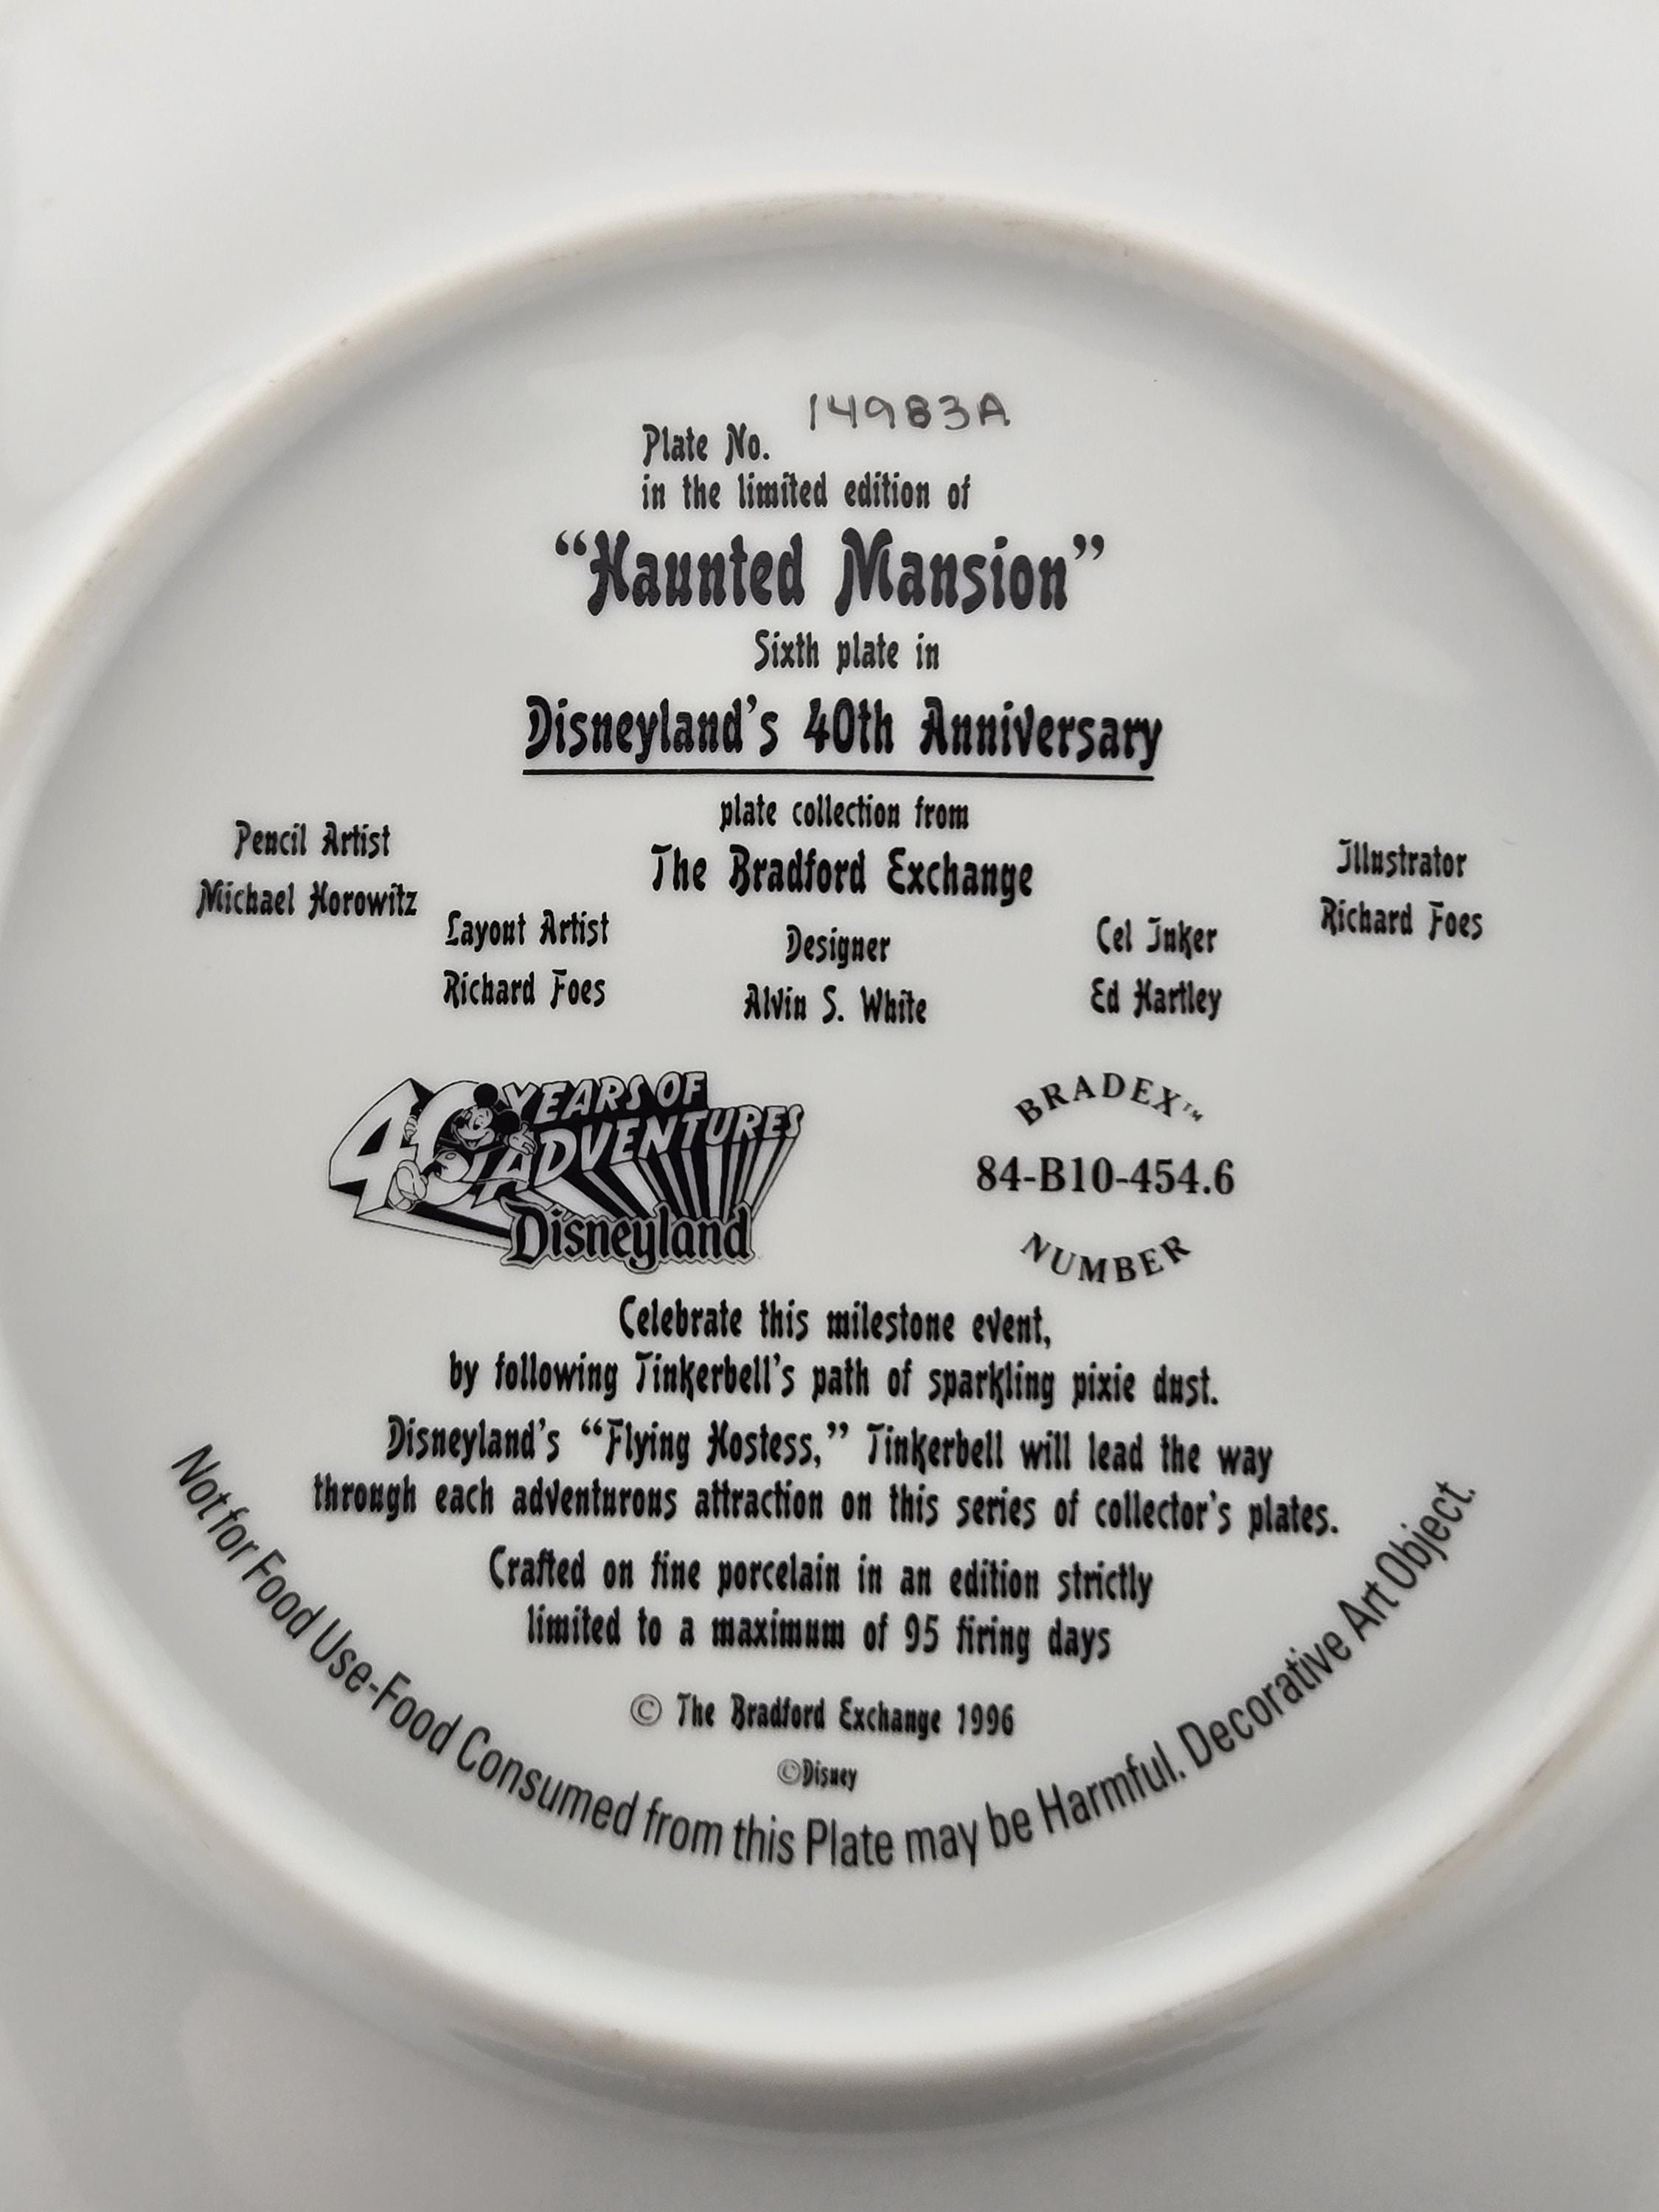 14983A
Plate No.
in the limited edition of
“Haunted Mansion”
Sixth plate in
Disneyland’s 40th Anniversary
plate collection from
The Bradford Exchange
Pencil Artist
Michael Horowitz
Layout Artist
Richard Foes
Designer
Alvin S. White
Cel Inker
Ed Hartley
Illustrator
Richard Foes
40 YEARS OF
ADVENTURES
Disneyland
BRADEX™
84-B10-454.6
NUMBER
Celebrate this milestone event,
by following Tinkerbell’s path of sparkling pixie dust.
Disneyland’s “Flying Hostess,” Tinkerbell will lead the way
through each adventurous attraction on this series of collector’s plates.
Crafted on fine porcelain in an edition strictly
limited to a maximum of 95 firing days
© The Bradford Exchange 1996
©Disney
Not for Food Use-Food Consumed from this Plate may be Harmful. Decorative Art Object.